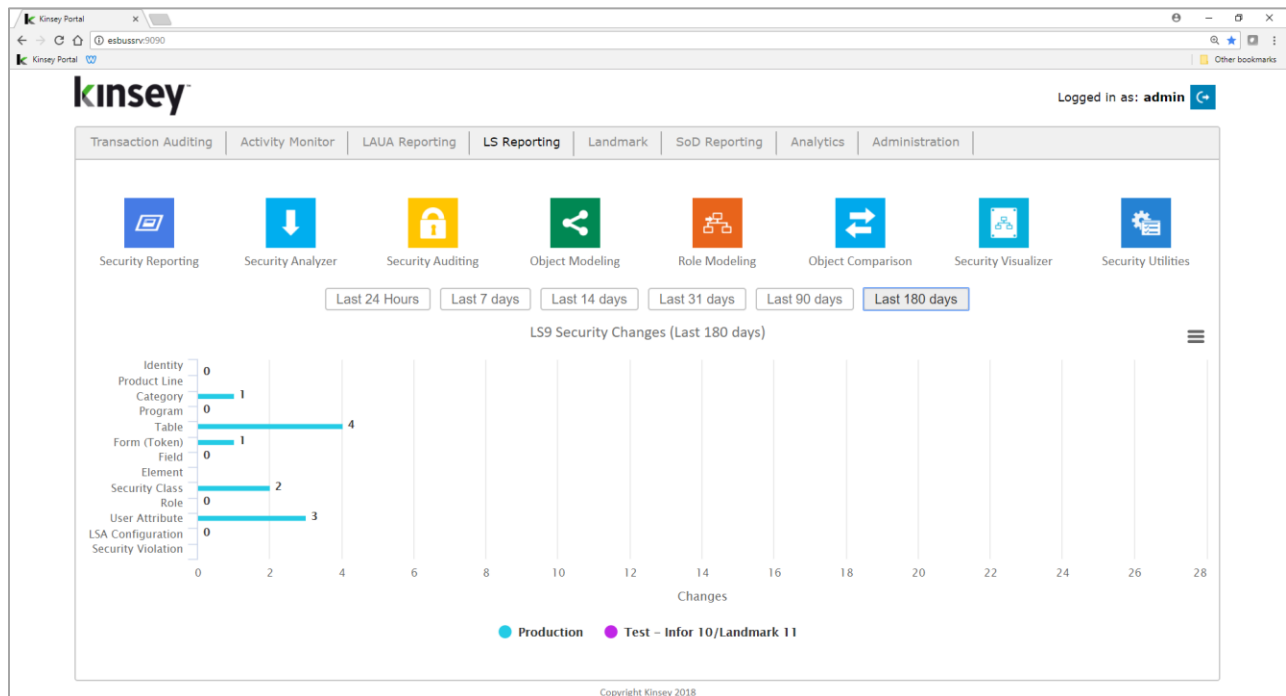 Kinsey Portal
esbussrv:9090
Kinsey Portal
Other bookmarks
kinsey
Logged in as: admin
Transaction Auditing Activity Monitor LAUA Reporting LS Reporting Landmark SoD Reporting Analytics Administration
Security Reporting Security Analyzer Security Auditing Object Modeling Role Modeling Object Comparison Security Visualizer Security Utilities
Last 24 Hours Last 7 days Last 14 days Last 31 days Last 90 days Last 180 days
LS9 Security Changes (Last 180 days)
Identity 0
Product Line
Category 1
Program 0
Table 4
Form (Token) 1
Field 0
Element
Security Class 2
Role 0
User Attribute 3
LSA Configuration 0
Security Violation
0 2 4 6 8 10 12 14 16 18 20 22 24 26 28
Changes
Production Test – Infor 10/Landmark 11
Copyright Kinsey 2018